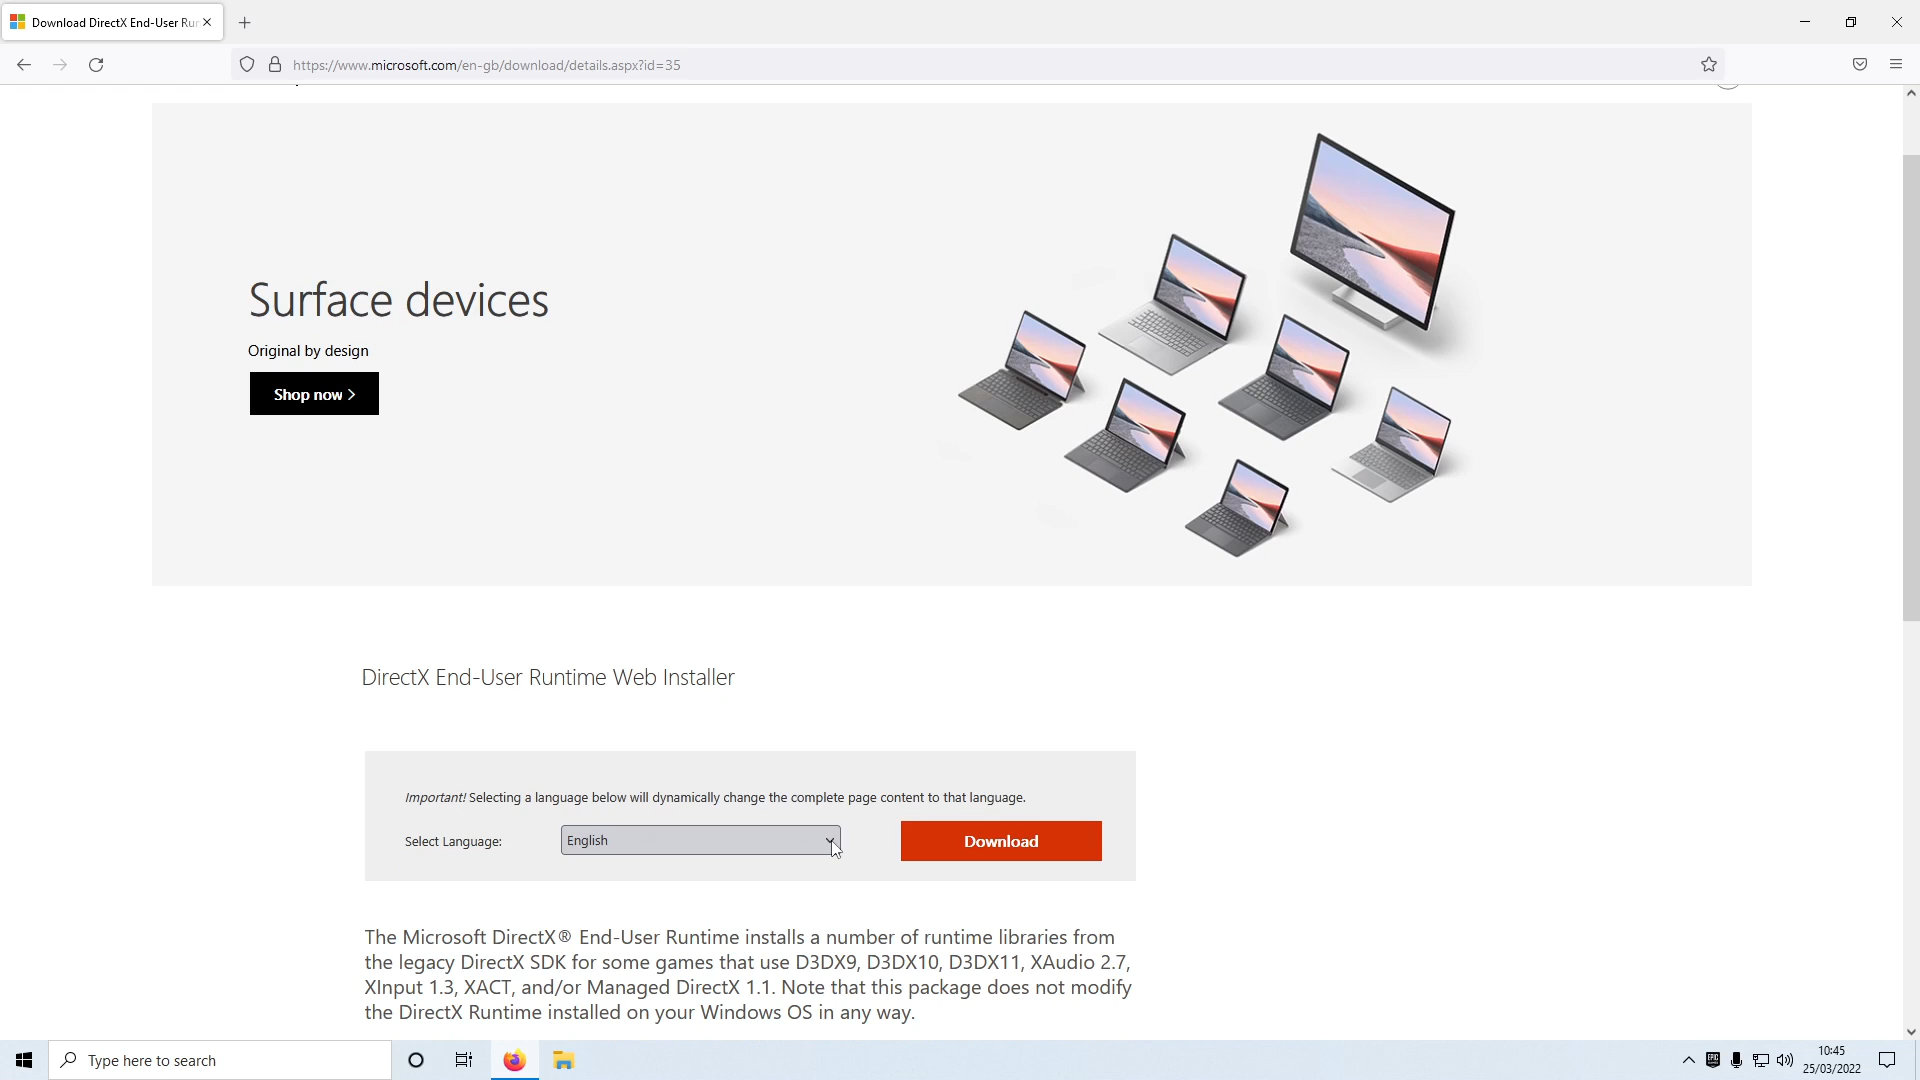 Download DirectX End-User Ru
https://www.microsoft.com/en-gb/download/details.aspx?id=35
Surface devices
Original by design
Shop now >
DirectX End-User Runtime Web Installer
Important! Selecting a language below will dynamically change the complete page content to that language.
Select Language:
English
Download
The Microsoft DirectX® End-User Runtime installs a number of runtime libraries from
the legacy DirectX SDK for some games that use D3DX9, D3DX10, D3DX11, XAudio 2.7,
XInput 1.3, XACT, and/or Managed DirectX 1.1. Note that this package does not modify
the DirectX Runtime installed on your Windows OS in any way.
Type here to search
EPIC
10:45
25/03/2022